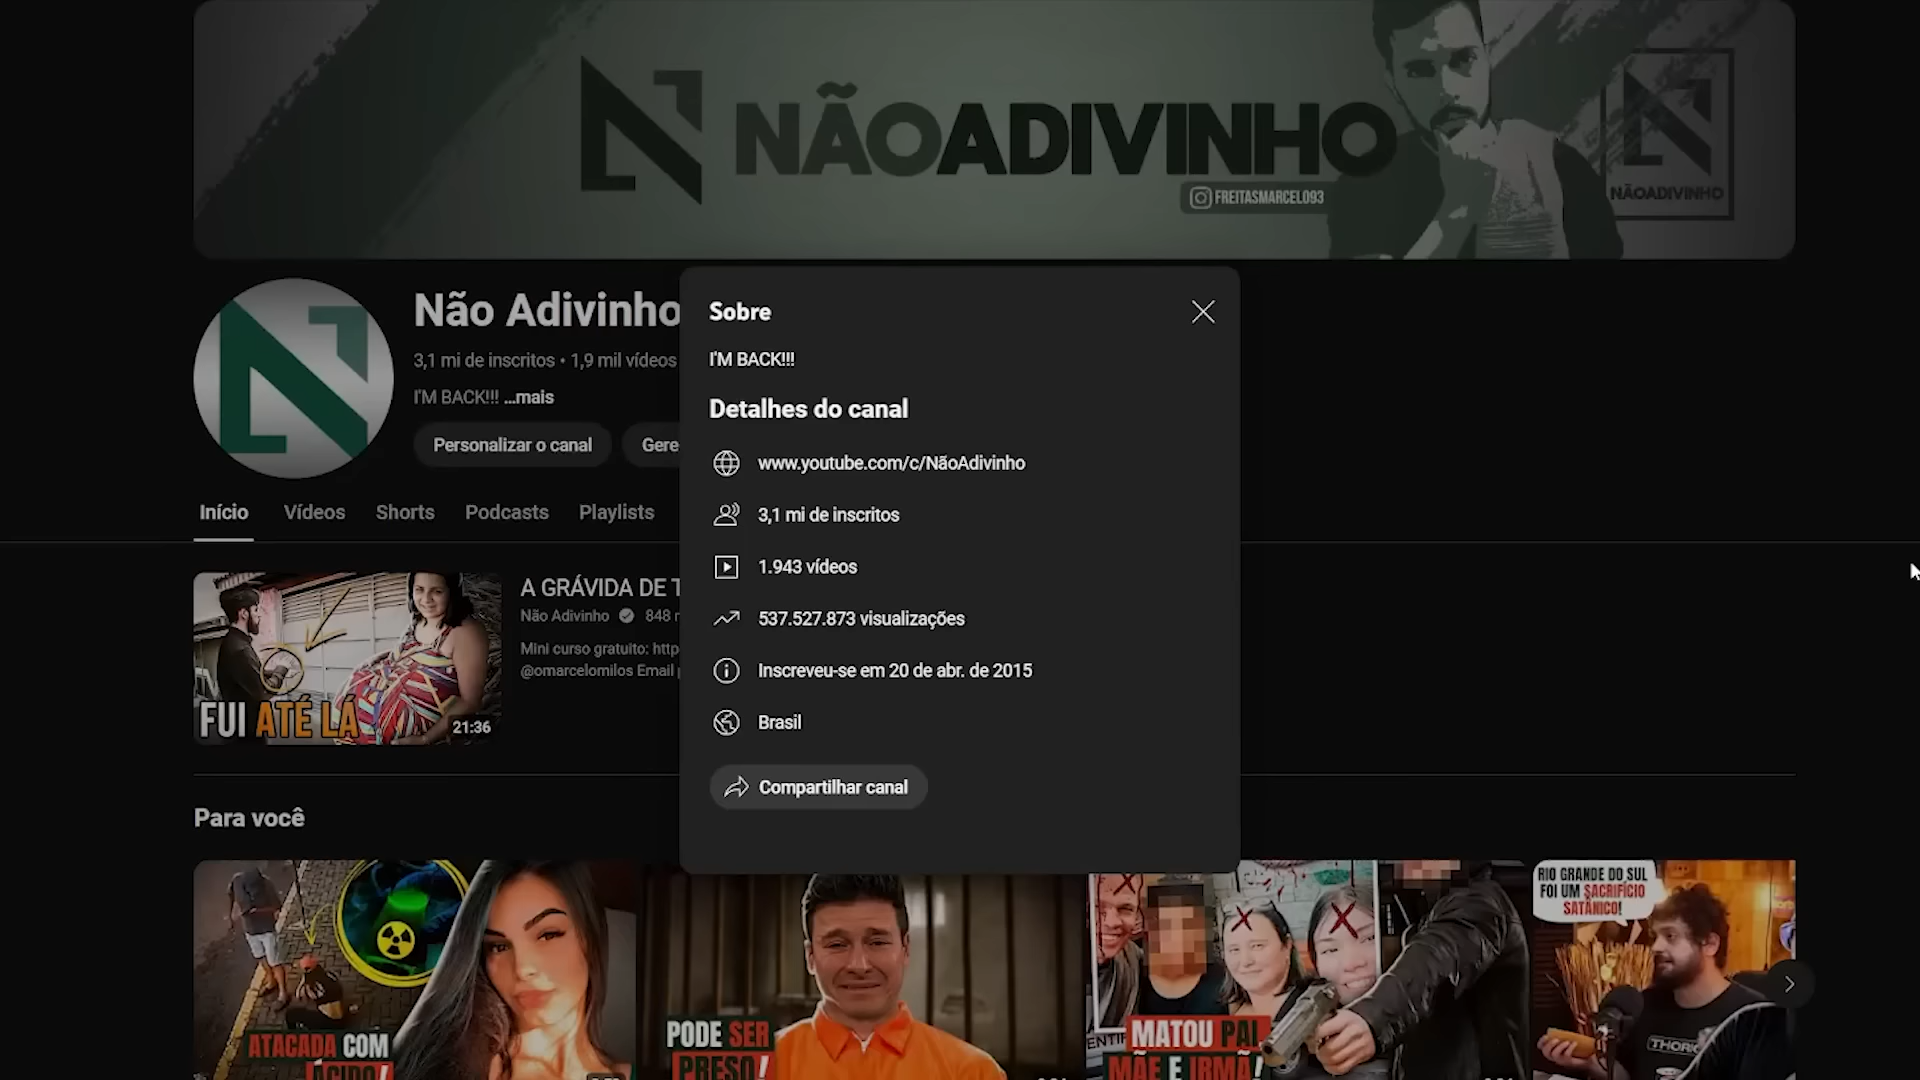 NÃOADIVINHO
FREITASMARCELO93
NÃOADIVINHO
Não Adivinho
3,1 mi de inscritos • 1,9 mil vídeos
I'M BACK!!! ...mais
Personalizar o canal
Gere
Início
Vídeos
Shorts
Podcasts
Playlists
Sobre
I'M BACK!!!
Detalhes do canal
www.youtube.com/c/NãoAdivinho
3,1 mi de inscritos
1.943 vídeos
537.527.873 visualizações
Inscreveu-se em 20 de abr. de 2015
Brasil
Compartilhar canal
FUI ATÉ LÁ
21:36
A GRÁVIDA DE T
Não Adivinho
848
Mini curso gratuito: http
@omarcelomilos Email
Para você
ATACADA COM
ÁCIDO!
PODE SER
PRESO!
MATOU PAI,
MÃE E IRMÃ!
RIO GRANDE DO SUL
FOI UM SACRIFÍCIO
SATÂNICO!